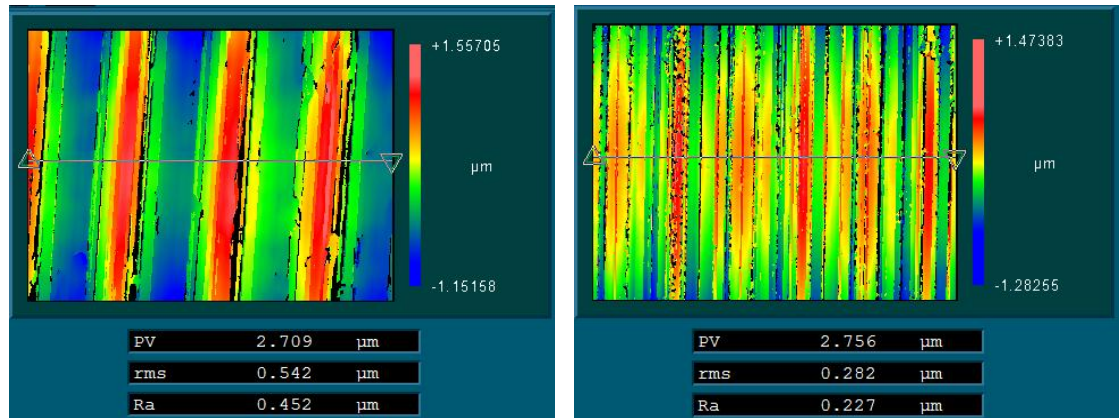 +1.55705
µm
-1.15158
PV 2.709 µm
rms 0.542 µm
Ra 0.452 µm
+1.47383
µm
-1.28255
PV 2.756 µm
rms 0.282 µm
Ra 0.227 µm